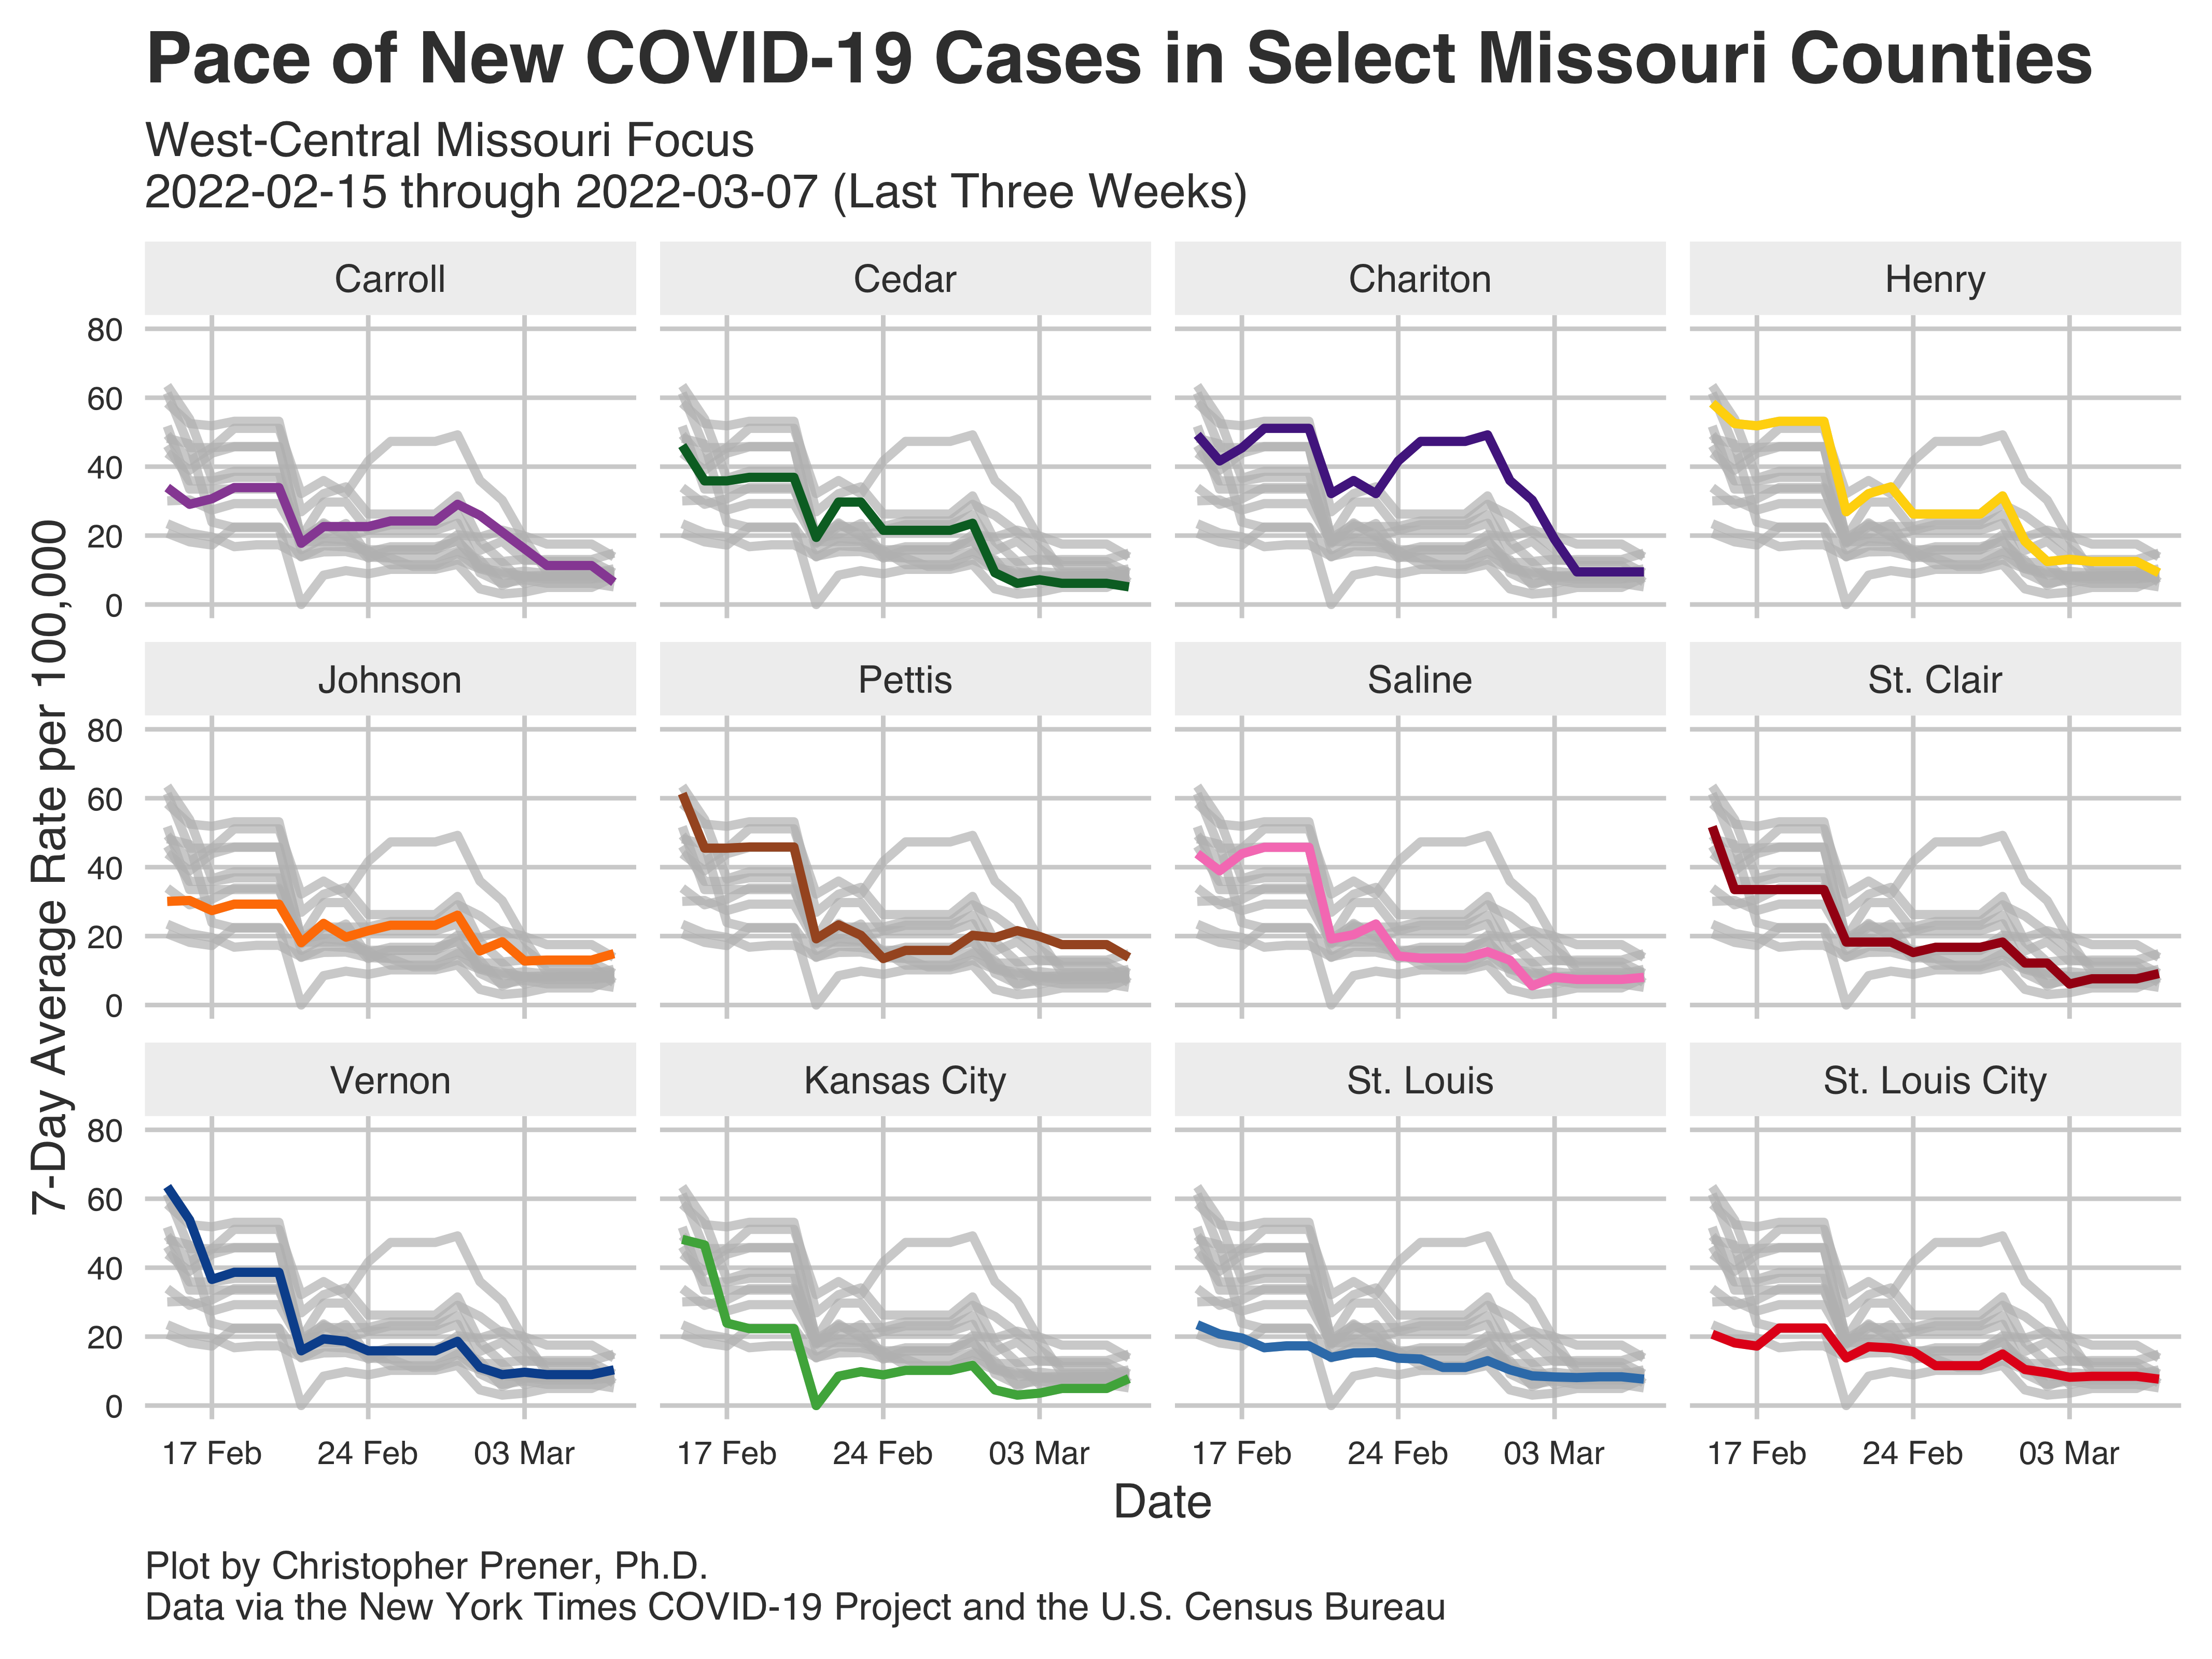 Pace of New COVID-19 Cases in Select Missouri Counties
West-Central Missouri Focus
2022-02-15 through 2022-03-07 (Last Three Weeks)
Carroll
Cedar
Chariton
Henry
80
60
40
20
0
Johnson
Pettis
Saline
St. Clair
80
60
40
20
0
Vernon
Kansas City
St. Louis
St. Louis City
80
60
40
20
0
7-Day Average Rate per 100,000
17 Feb 24 Feb 03 Mar
17 Feb 24 Feb 03 Mar
17 Feb 24 Feb 03 Mar
17 Feb 24 Feb 03 Mar
Date
Plot by Christopher Prener, Ph.D.
Data via the New York Times COVID-19 Project and the U.S. Census Bureau